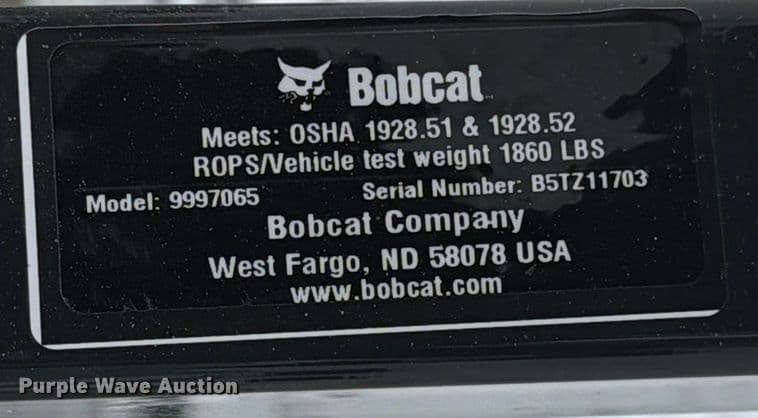 Bobcat
Meets: OSHA 1928.51 & 1928.52
ROPS/Vehicle test weight 1860 LBS
Model: 9997065 Serial Number: B5TZ11703
Bobcat Company
West Fargo, ND 58078 USA
www.bobcat.com
Purple Wave Auction